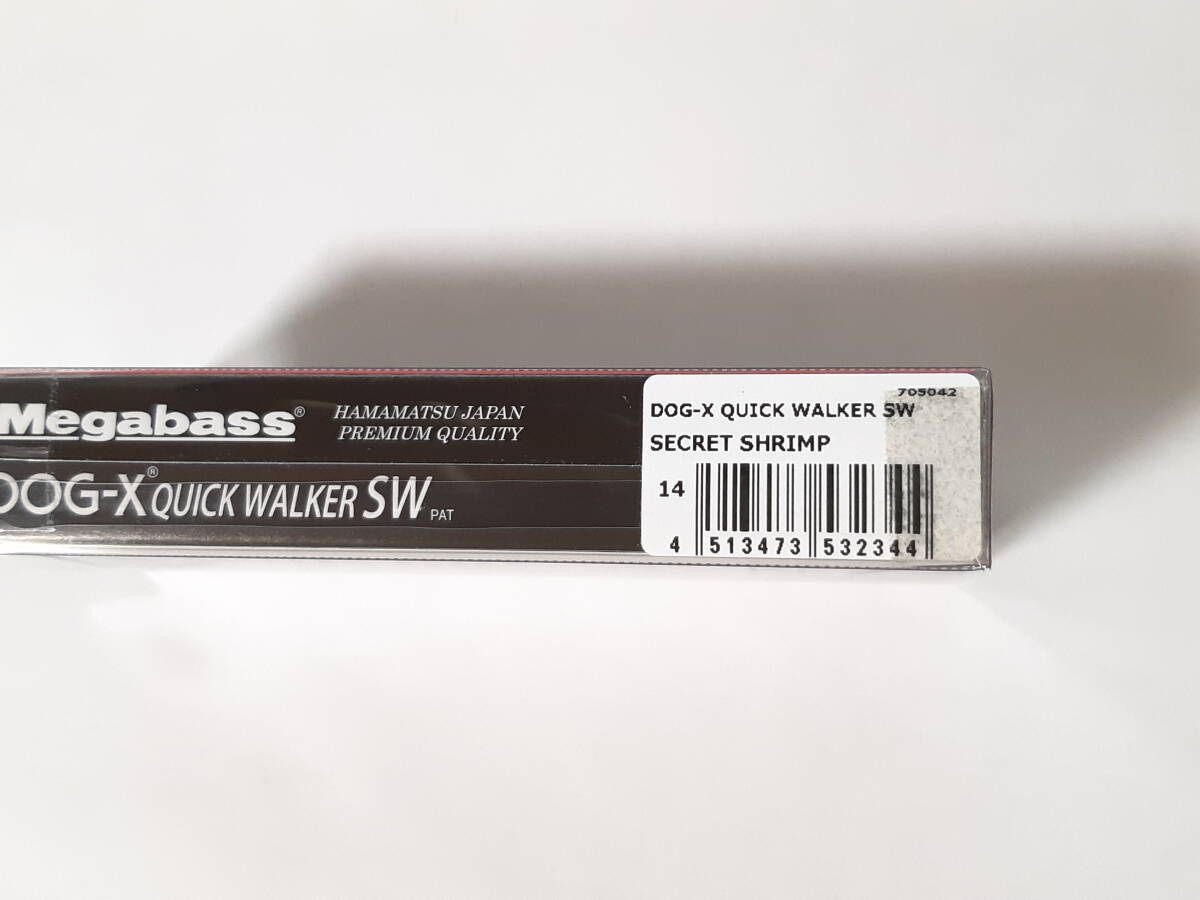 Megabass®
HAMAMATSU JAPAN
PREMIUM QUALITY
DOG-X® QUICK WALKER SW PAT
705042
DOG-X QUICK WALKER SW
SECRET SHRIMP
14
4 513473 532344